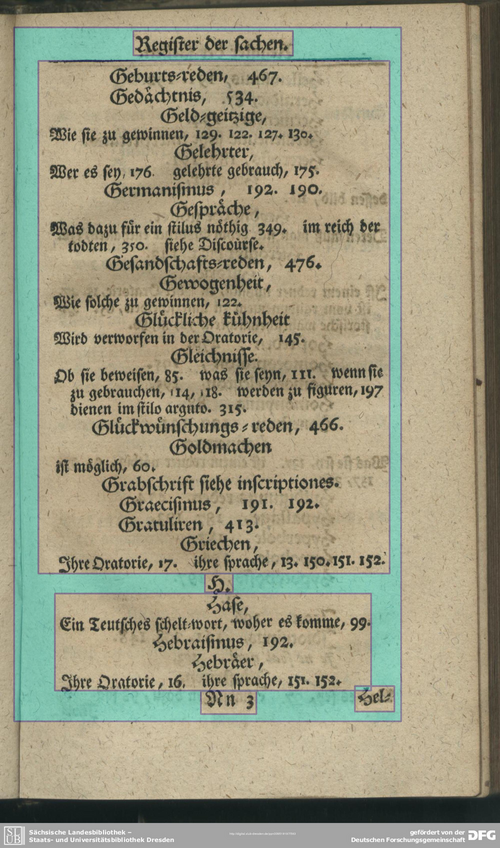 Register der sachen.
Geburts=reden, 467.
Gedächtnis, 534.
Geld=geitzige,
Wie sie zu gewinnen, 129. 122. 127. 130.
Gelehrter,
Wer es sey, 176. gelehrte gebrauch, 175.
Germanismus, 192. 190.
Gespräche,
Was dazu für ein stilus nöthig 349. im reich der
todten, 350. siehe Discourse.
Gesandschafts=reden, 476.
Gewogenheit,
Wie solche zu gewinnen, 122.
Glückliche kühnheit
Wird verworfen in der Oratorie, 145.
Gleichnisse.
Ob sie beweisen, 85. was sie seyn, 111. wenn sie
zu gebrauchen, 114, 118. werden zu figuren, 197
dienen im stilo arguto. 315.
Glückwünschungs=reden, 466.
Goldmachen
ist möglich, 60.
Grabschrift siehe inscriptiones.
Graecismus, 191. 192.
Gratuliren, 413.
Griechen,
Ihre Oratorie, 17. ihre sprache, 13. 150. 151. 152.
H.
Hase,
Ein Teutsches schelt=wort, woher es komme, 99.
Hebraismus, 192.
Hebräer,
Ihre Oratorie, 16. ihre sprache, 151. 152.
Nn 3
Hel=
Sächsische Landesbibliothek –
Staats- und Universitätsbibliothek Dresden
gefördert von der
Deutschen Forschungsgemeinschaft
DFG